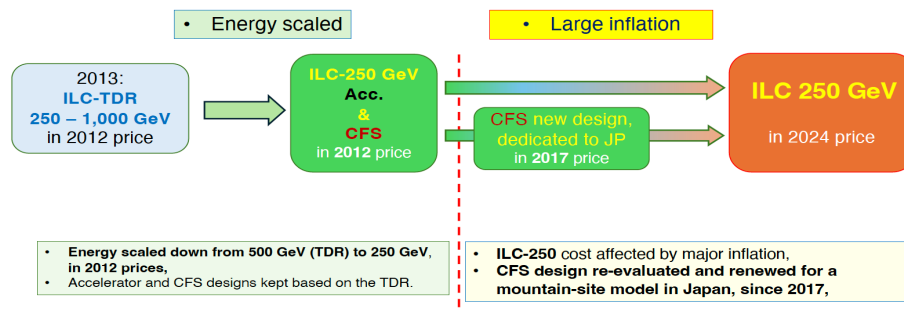 • Energy scaled
• Large inflation
2013:
ILC-TDR
250 – 1,000 GeV
in 2012 price
ILC-250 GeV
Acc.
&
CFS
in 2012 price
CFS new design,
dedicated to JP
in 2017 price
ILC 250 GeV
in 2024 price
• Energy scaled down from 500 GeV (TDR) to 250 GeV,
in 2012 prices,
• Accelerator and CFS designs kept based on the TDR.
• ILC-250 cost affected by major inflation,
• CFS design re-evaluated and renewed for a
mountain-site model in Japan, since 2017,